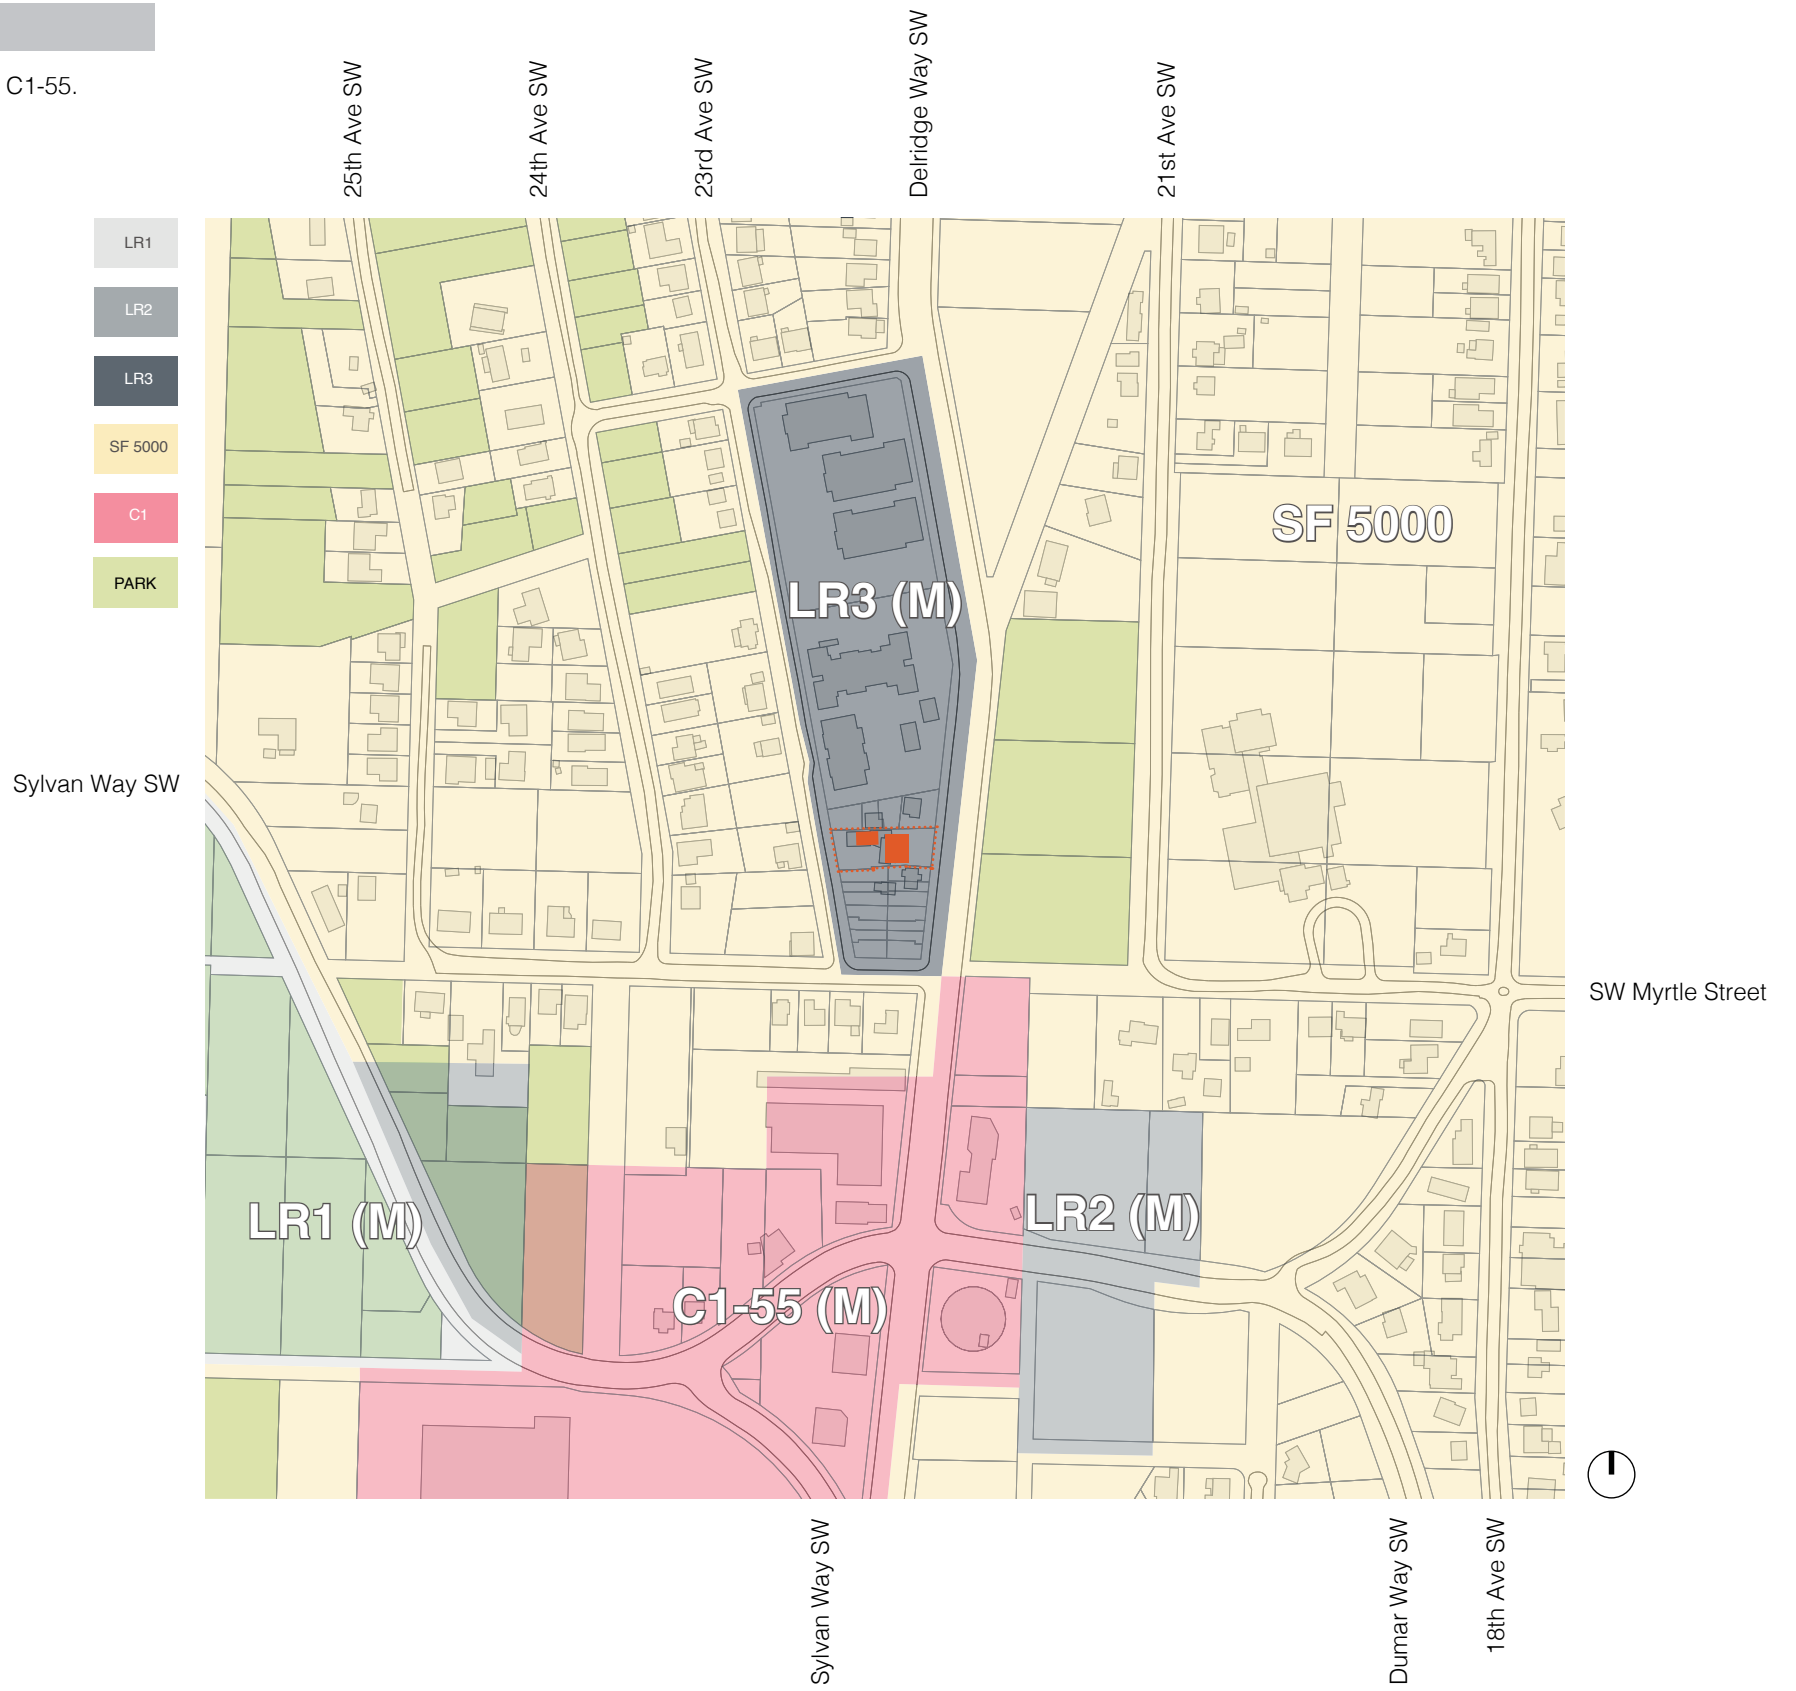 C1-55.
25th Ave SW
24th Ave SW
23rd Ave SW
Delridge Way SW
21st Ave SW
LR1
LR2
LR3
SF 5000
C1
PARK
SF 5000
LR3 (M)
Sylvan Way SW
SW Myrtle Street
LR1 (M)
LR2 (M)
C1-55 (M)
Sylvan Way SW
Dumar Way SW
18th Ave SW